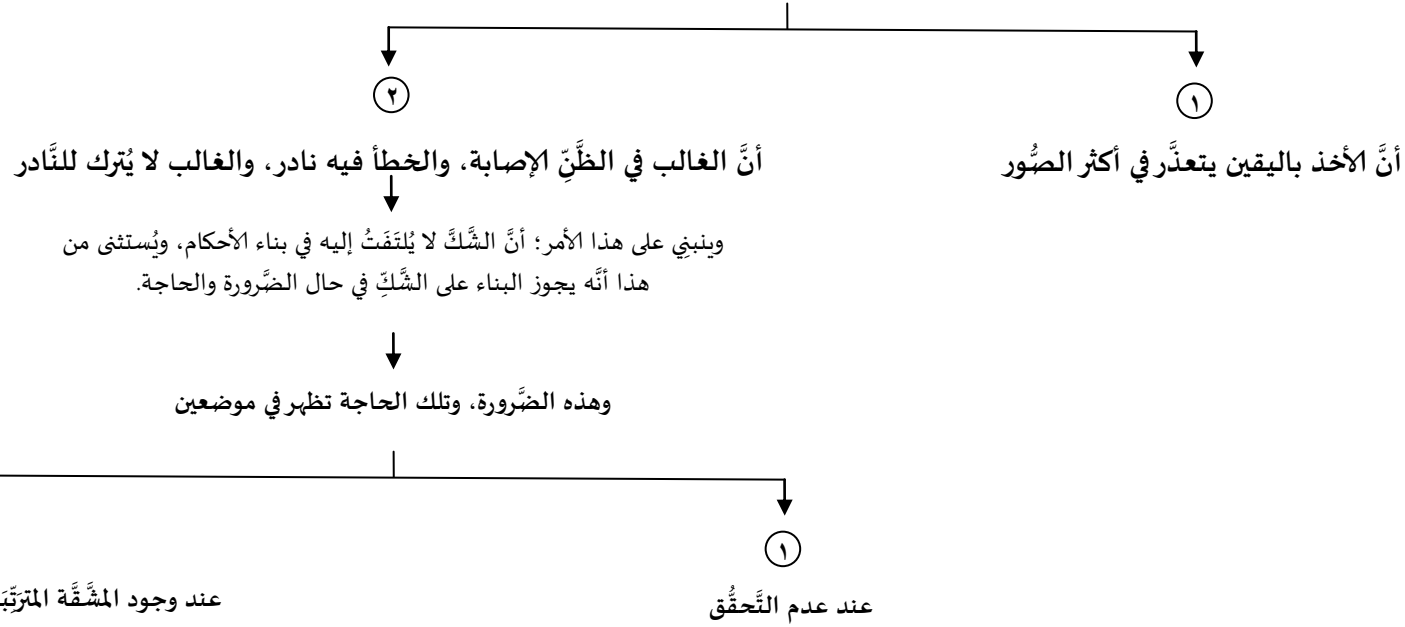 ١
أنَّ الأخذ باليقين يتعذَّر في أكثر الصُّور
٢
أنَّ الغالب في الظَّنِّ الإصابة، والخطأ فيه نادر، والغالب لا يُترك للنَّادر
وينبنِي على هذا الأمر؛ أنَّ الشَّكَّ لا يُلتَفَتُ إليه في بناء الأحكام، ويُستثنى من
هذا أنَّه يجوز البناء على الشَّكِّ في حال الضَّرورة والحاجة.
وهذه الضَّرورة، وتلك الحاجة تظهر في موضعين
١
عند عدم التَّحقُّق
عند وجود المشَّقَّة